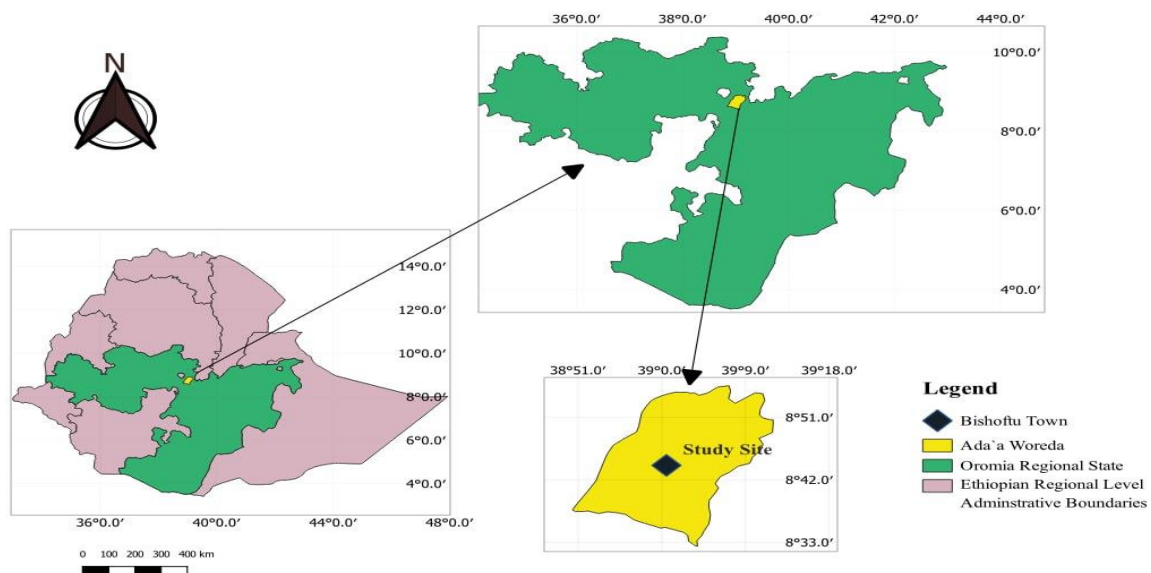 N
36°0.0′ 38°0.0′ 40°0.0′ 42°0.0′ 44°0.0′
10°0.0′
8°0.0′
6°0.0′
4°0.0′
14°0.0′
12°0.0′
10°0.0′
8°0.0′
6°0.0′
4°0.0′
36°0.0′ 40°0.0′ 44°0.0′ 48°0.0′
0 100 200 300 400 km
38°51.0′ 39°0.0′ 39°9.0′ 39°18.0′
8°51.0′
8°42.0′
8°33.0′
Study Site
Legend
Bishoftu Town
Ada`a Woreda
Oromia Regional State
Ethiopian Regional Level
Adminstrative Boundaries